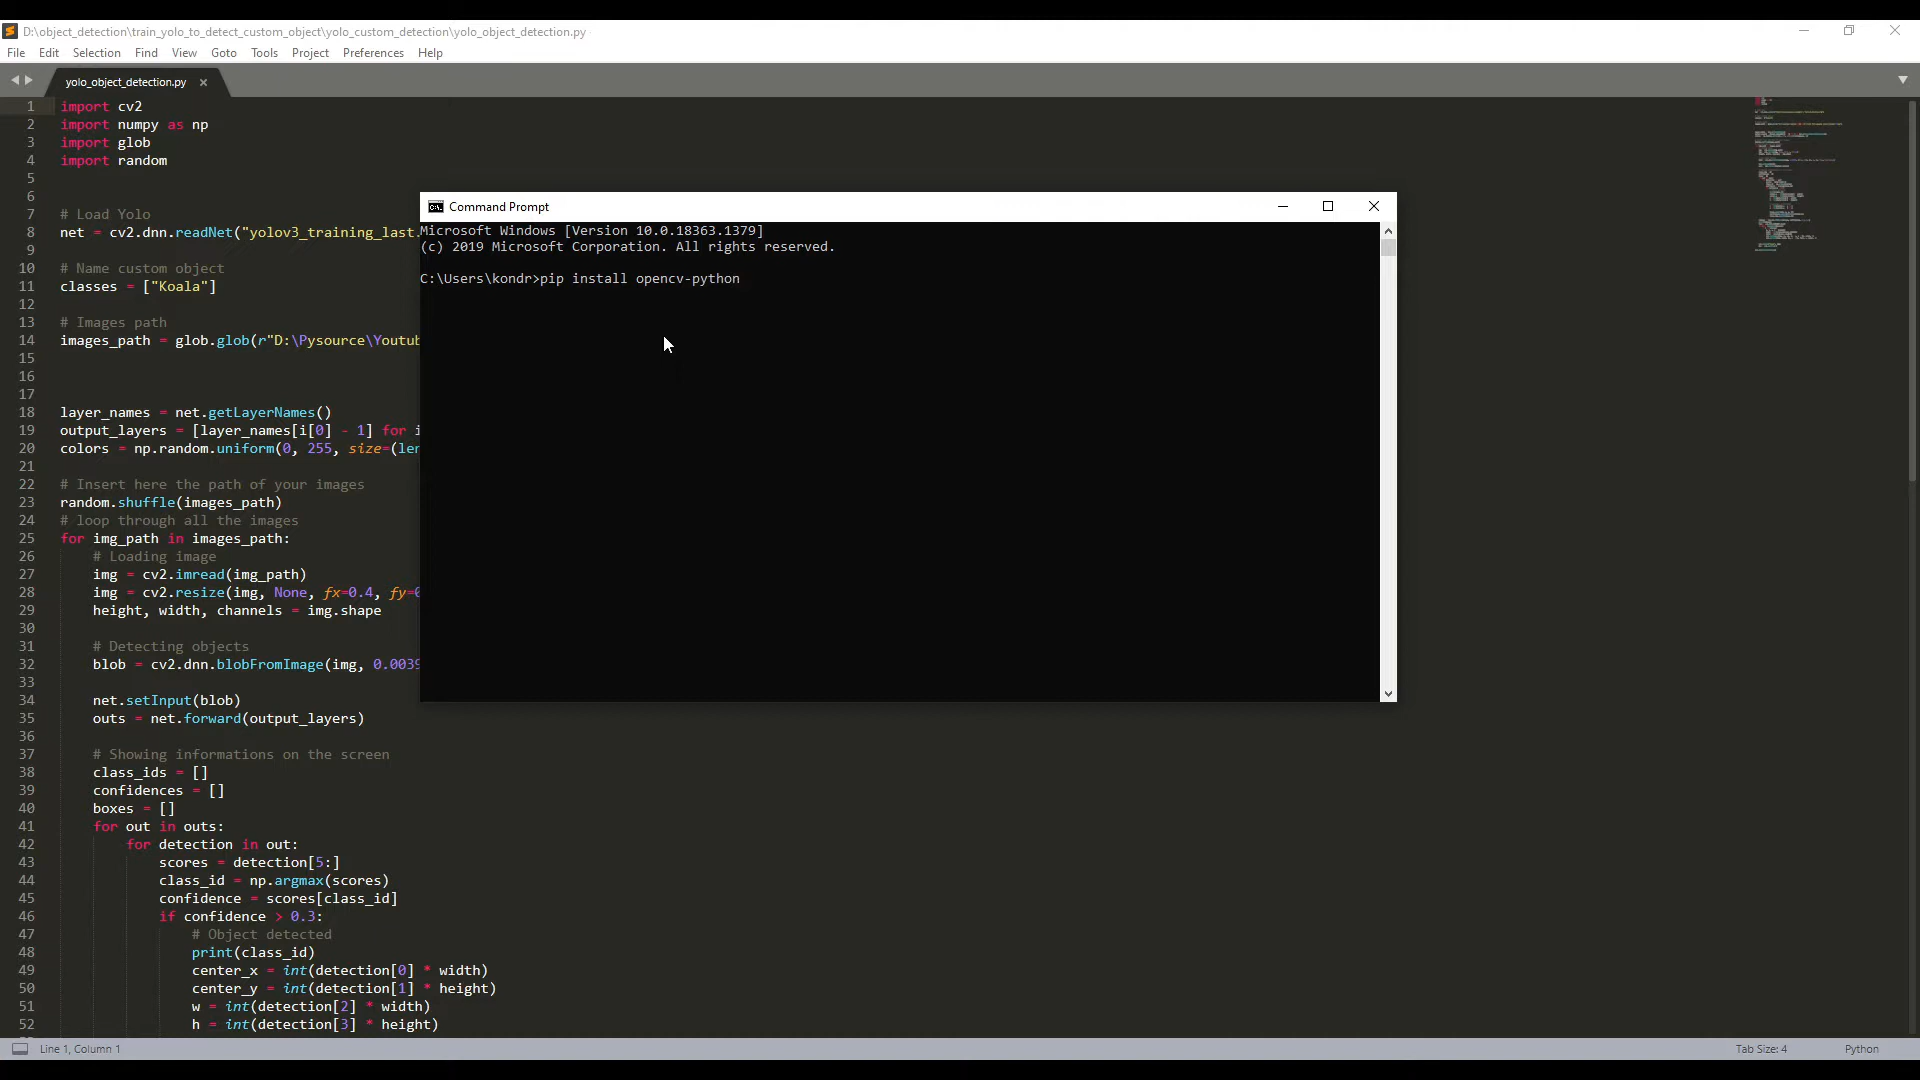 D:\object_detection\train_yolo_to_detect_custom_object\yolo_custom_detection\yolo_object_detection.py
File Edit Selection Find View Goto Tools Project Preferences Help
yolo_object_detection.py
1 import cv2
2 import numpy as np
3 import glob
4 import random
5
6
7 # Load Yolo
8 net = cv2.dnn.readNet("yolov3_training_last.
9
10 # Name custom object
11 classes = ["Koala"]
12
13 # Images path
14 images_path = glob.glob(r"D:\Pysource\Youtub
15
16
17
18 layer_names = net.getLayerNames()
19 output_layers = [layer_names[i[0] - 1] for i
20 colors = np.random.uniform(0, 255, size=(len
21
22 # Insert here the path of your images
23 random.shuffle(images_path)
24 # loop through all the images
25 for img_path in images_path:
26 # Loading image
27 img = cv2.imread(img_path)
28 img = cv2.resize(img, None, fx=0.4, fy=0
29 height, width, channels = img.shape
30
31 # Detecting objects
32 blob = cv2.dnn.blobFromImage(img, 0.0039
33
34 net.setInput(blob)
35 outs = net.forward(output_layers)
36
37 # Showing informations on the screen
38 class_ids = []
39 confidences = []
40 boxes = []
41 for out in outs:
42 for detection in out:
43 scores = detection[5:]
44 class_id = np.argmax(scores)
45 confidence = scores[class_id]
46 if confidence > 0.3:
47 # Object detected
48 print(class_id)
49 center_x = int(detection[0] * width)
50 center_y = int(detection[1] * height)
51 w = int(detection[2] * width)
52 h = int(detection[3] * height)
Command Prompt
Microsoft Windows [Version 10.0.18363.1379]
(c) 2019 Microsoft Corporation. All rights reserved.
C:\Users\kondr>pip install opencv-python
Line 1, Column 1
Tab Size: 4
Python